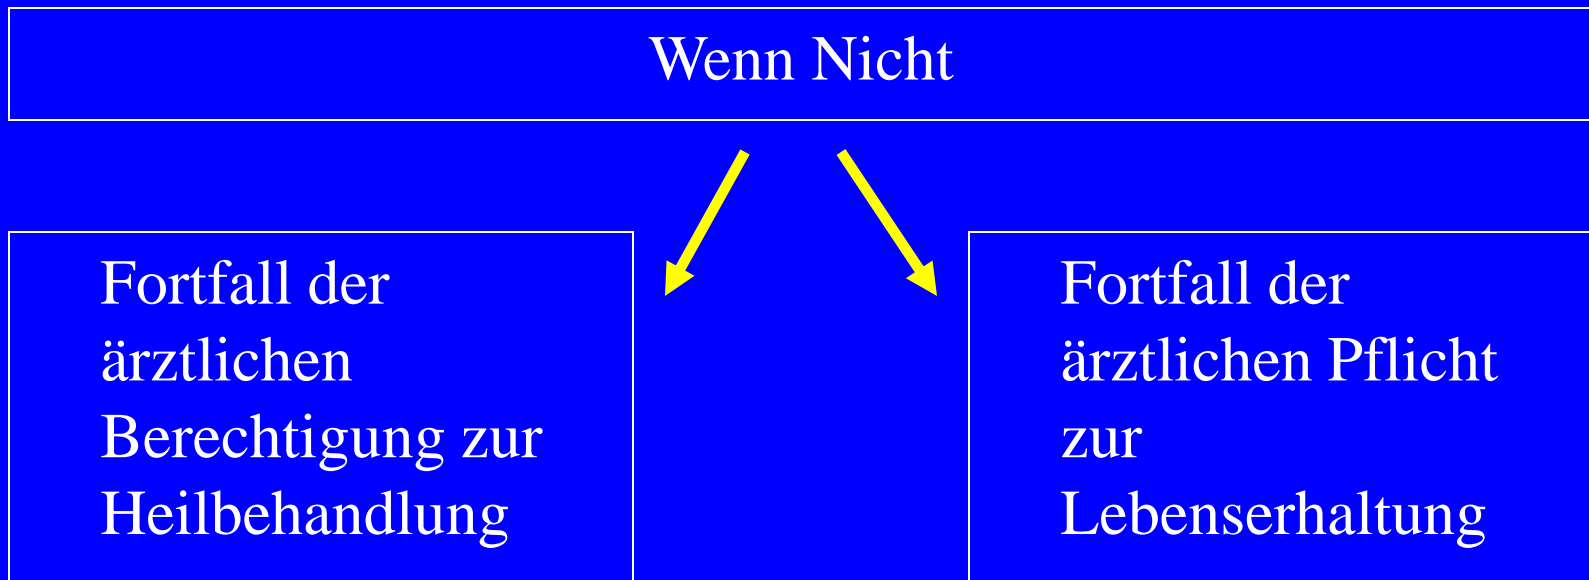 Wenn Nicht
Fortfall der
ärztlichen
Berechtigung zur
Heilbehandlung
Fortfall der
ärztlichen Pflicht
zur
Lebenserhaltung